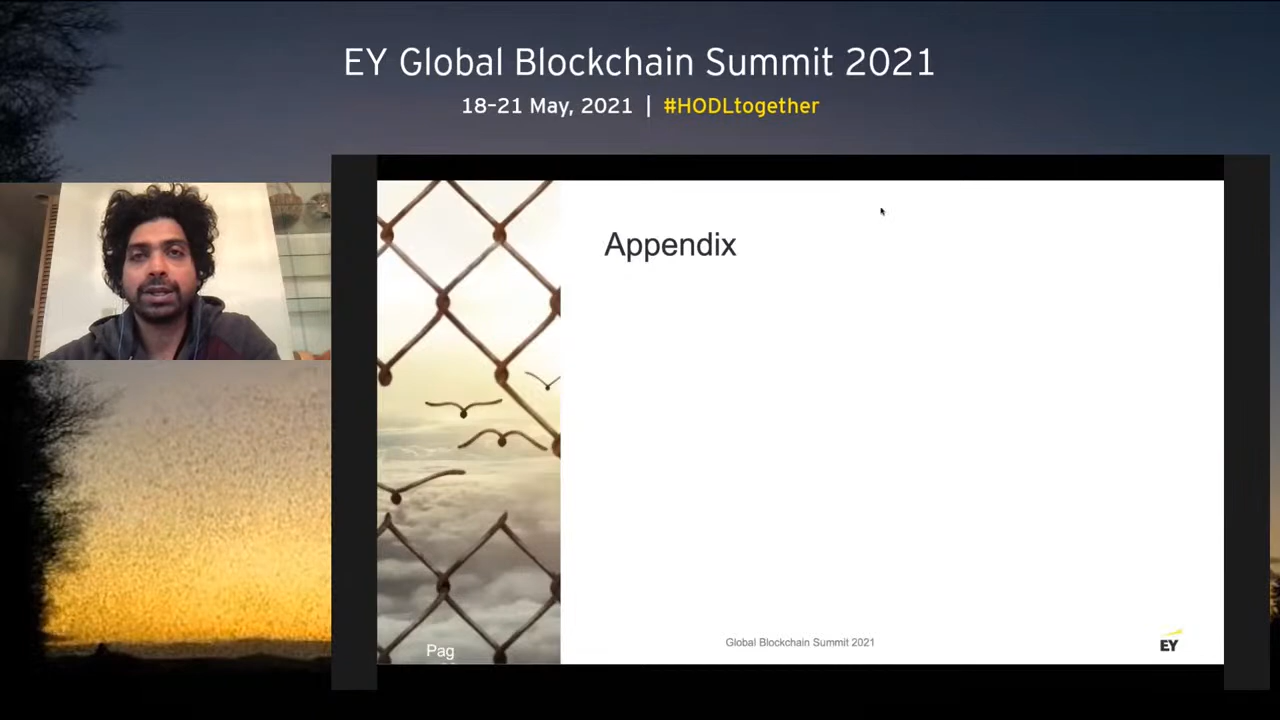 EY Global Blockchain Summit 2021
18–21 May, 2021 | #HODLtogether
Appendix
Pag
Global Blockchain Summit 2021
EY